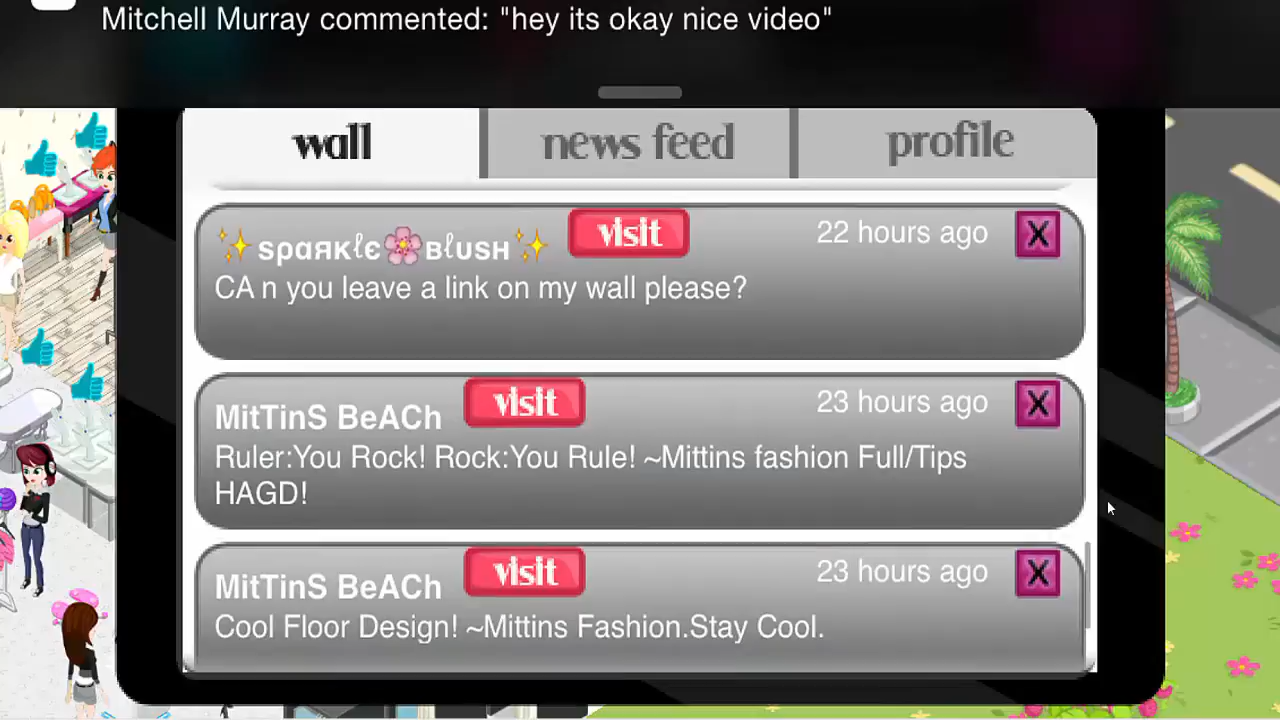 Mitchell Murray commented: "hey its okay nice video"
wall
news feed
profile
✨ѕραякℓє🌸вℓυѕн✨
visit
22 hours ago
X
CA n you leave a link on my wall please?
MitTinS BeACh
visit
23 hours ago
X
Ruler:You Rock! Rock:You Rule! ~Mittins fashion Full/Tips
HAGD!
MitTinS BeACh
visit
23 hours ago
X
Cool Floor Design! ~Mittins Fashion.Stay Cool.